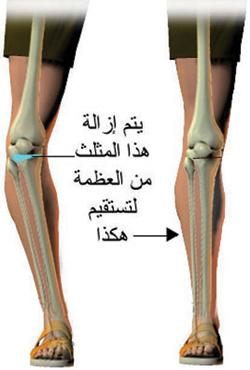 يتم إزالة
هذا المثلث
من العظمة
لتستقيم
هكذا